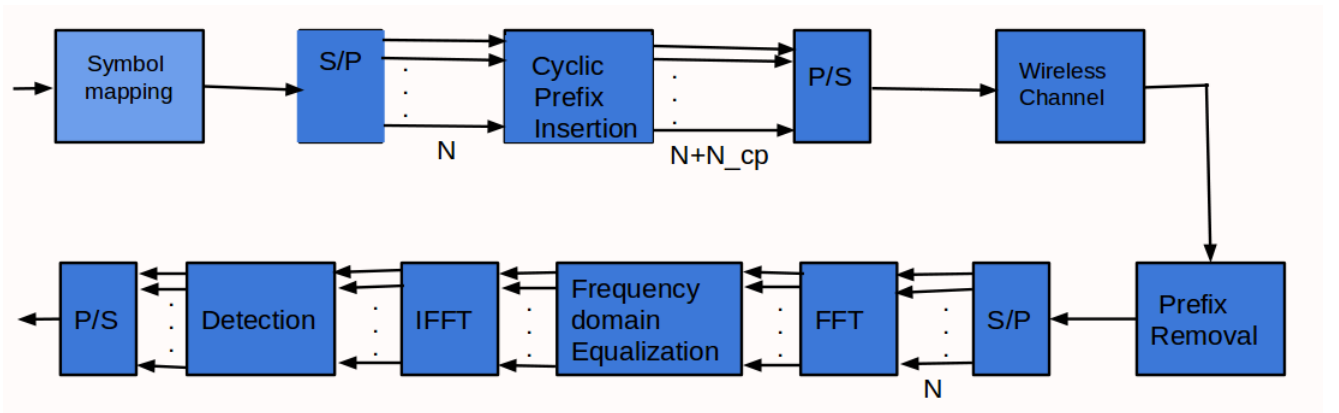 Symbol
mapping
S/P
N
Cyclic
Prefix
Insertion
N+N_cp
P/S
Wireless
Channel
Prefix
Removal
S/P
N
FFT
Frequency
domain
Equalization
IFFT
Detection
P/S